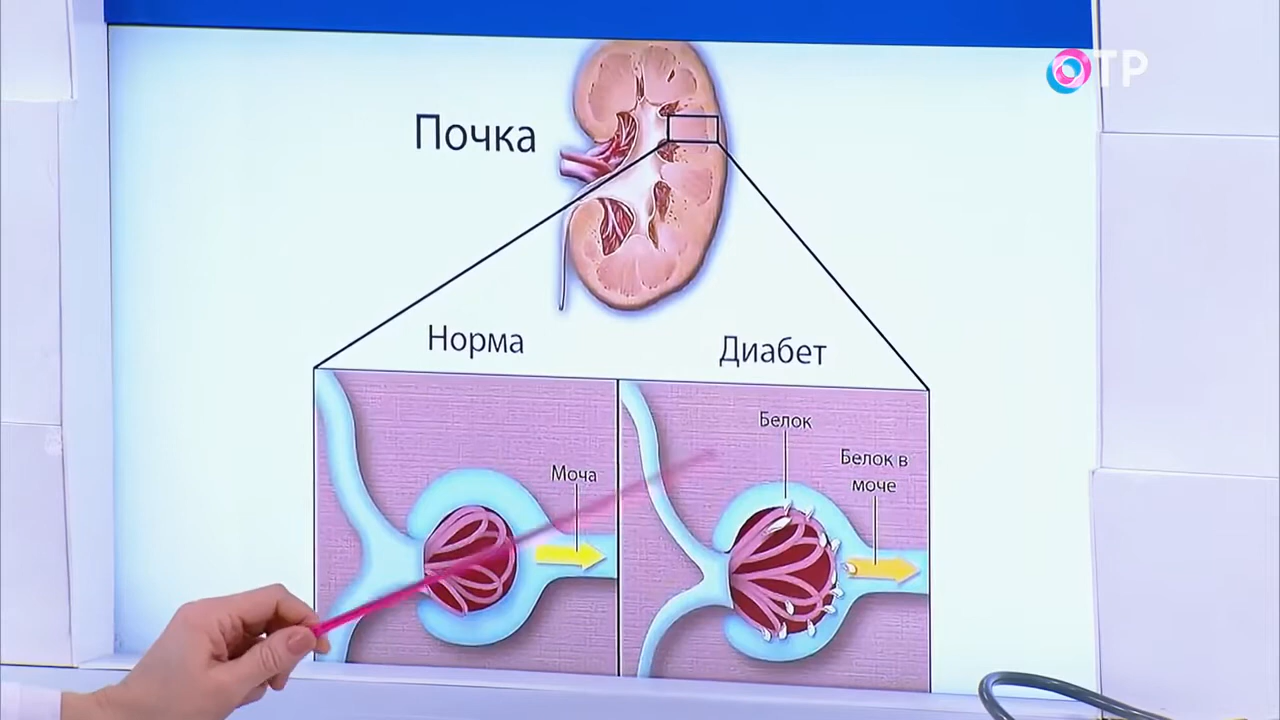 ОТР
Почка
Норма
Диабет
Моча
Белок
Белок в
моче